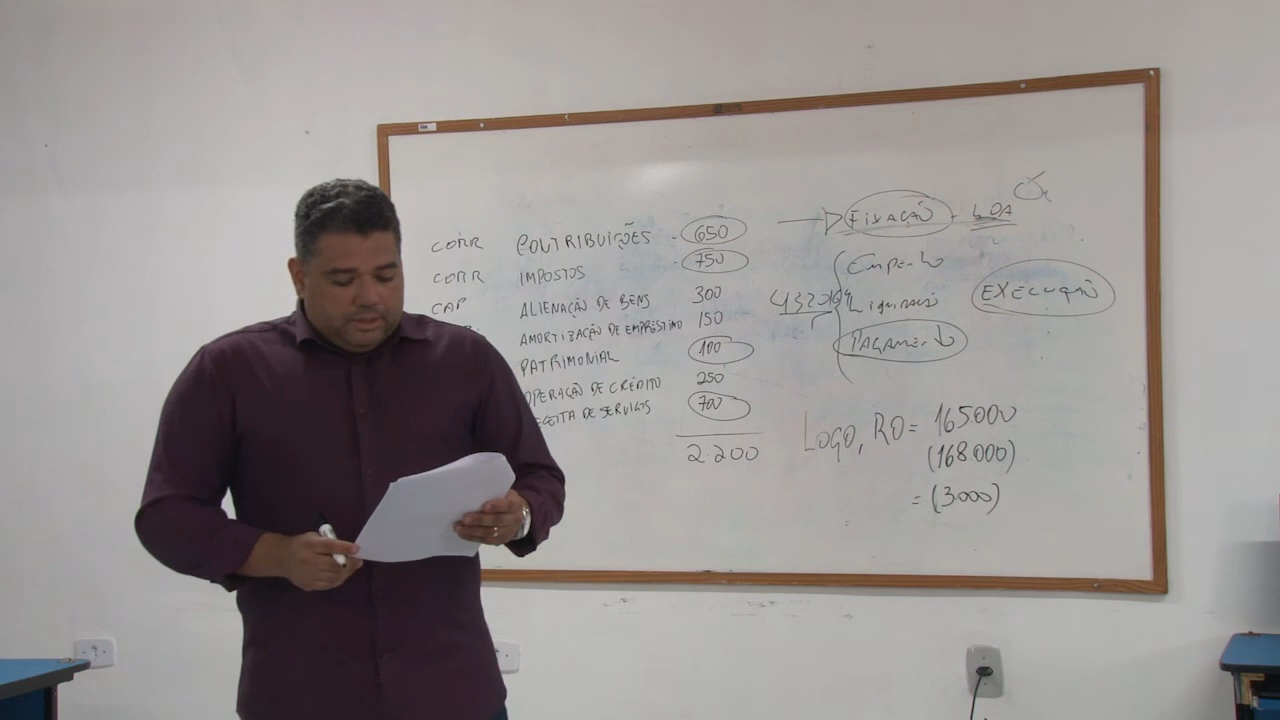 CORR CONTRIBUIÇÕES - 650
CORR IMPOSTOS - 750
CAP ALIENAÇÃO DE BENS 300
AMORTIZAÇÃO DE EMPRÉSTIMO 150
PATRIMONIAL 100
OPERAÇÃO DE CRÉDITO 250
RECEITA DE SERVIÇOS 700
2.200
FIXAÇÃO - LOA
Empenho
EXECUÇÃO
PAGAMENTO
LOGO, RO = 165.000
(168.000)
= (3.000)